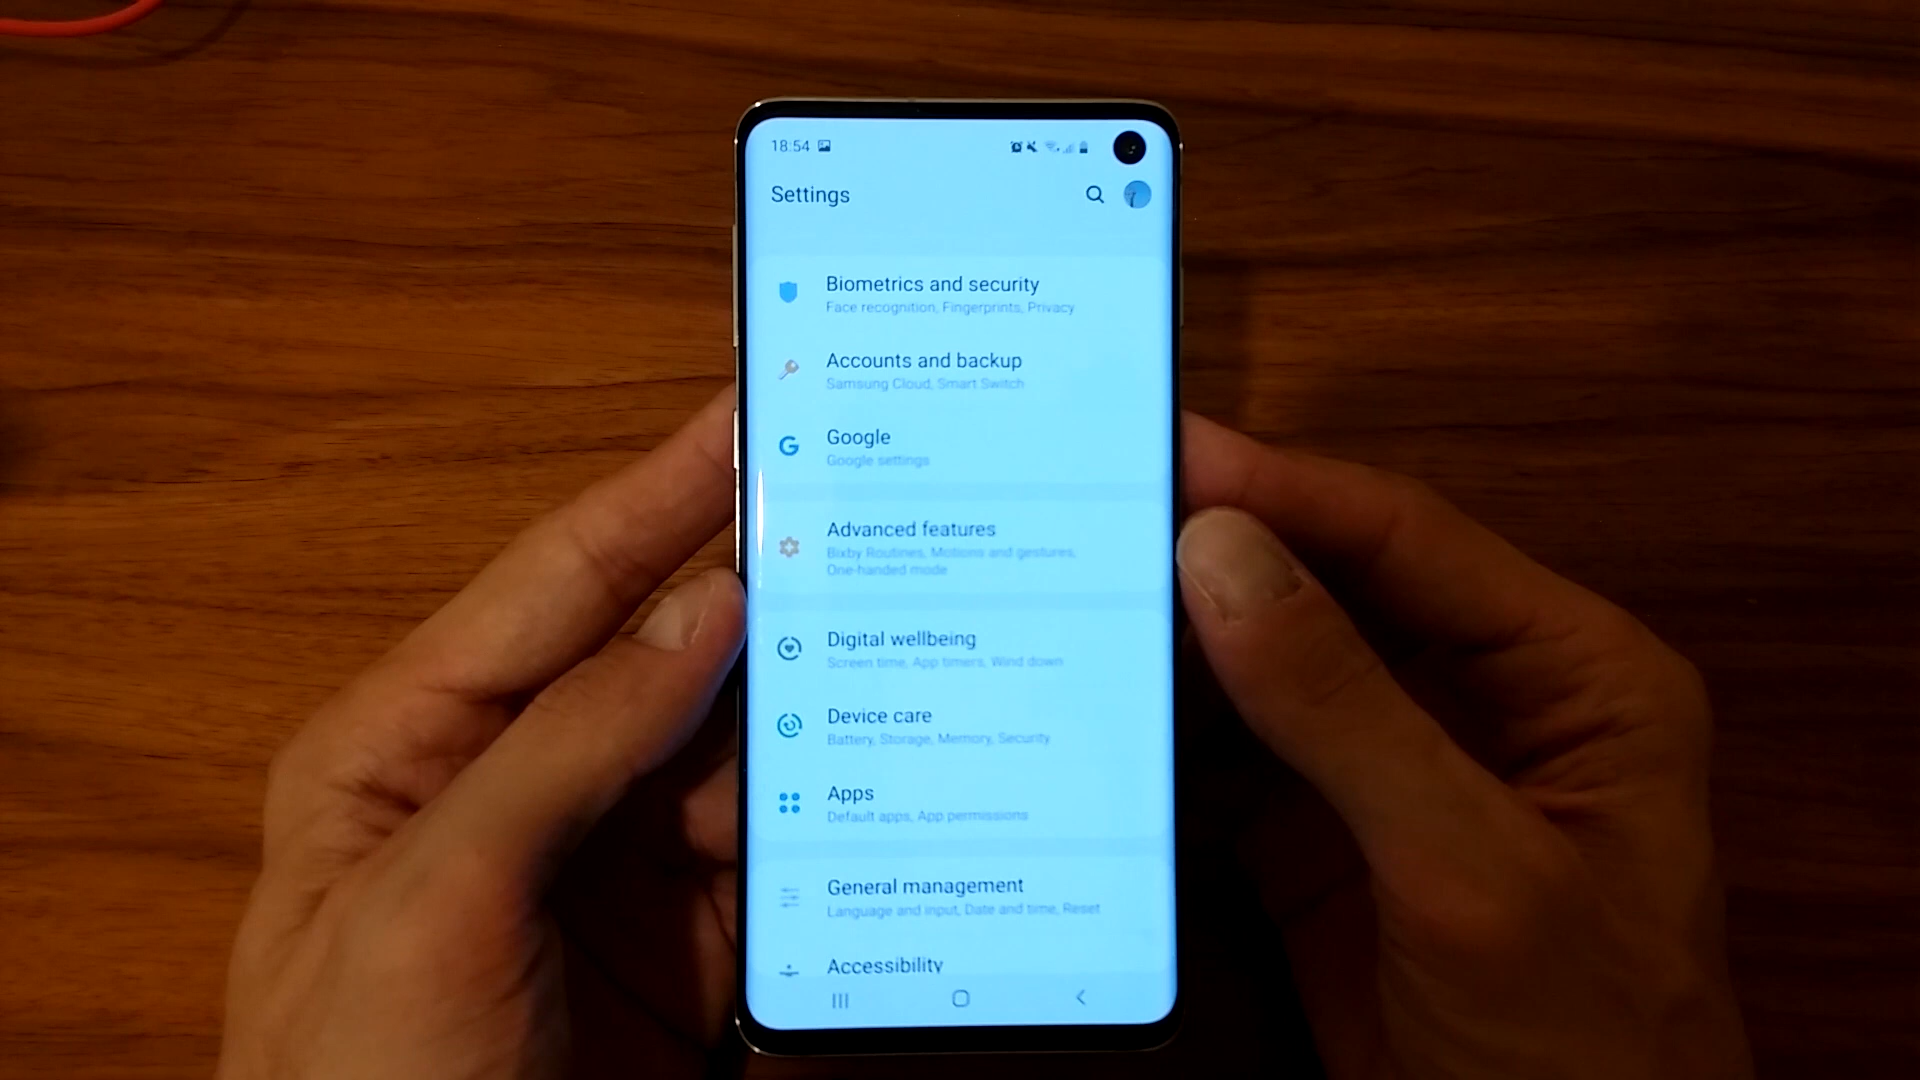 18:54
Settings
Biometrics and security
Face recognition, Fingerprints, Privacy
Accounts and backup
Samsung Cloud, Smart Switch
Google
Google settings
Advanced features
Bixby Routines, Motions and gestures,
One-handed mode
Digital wellbeing
Screen time, App timers, Wind down
Device care
Battery, Storage, Memory, Security
Apps
Default apps, App permissions
General management
Language and input, Date and time, Reset
Accessibility